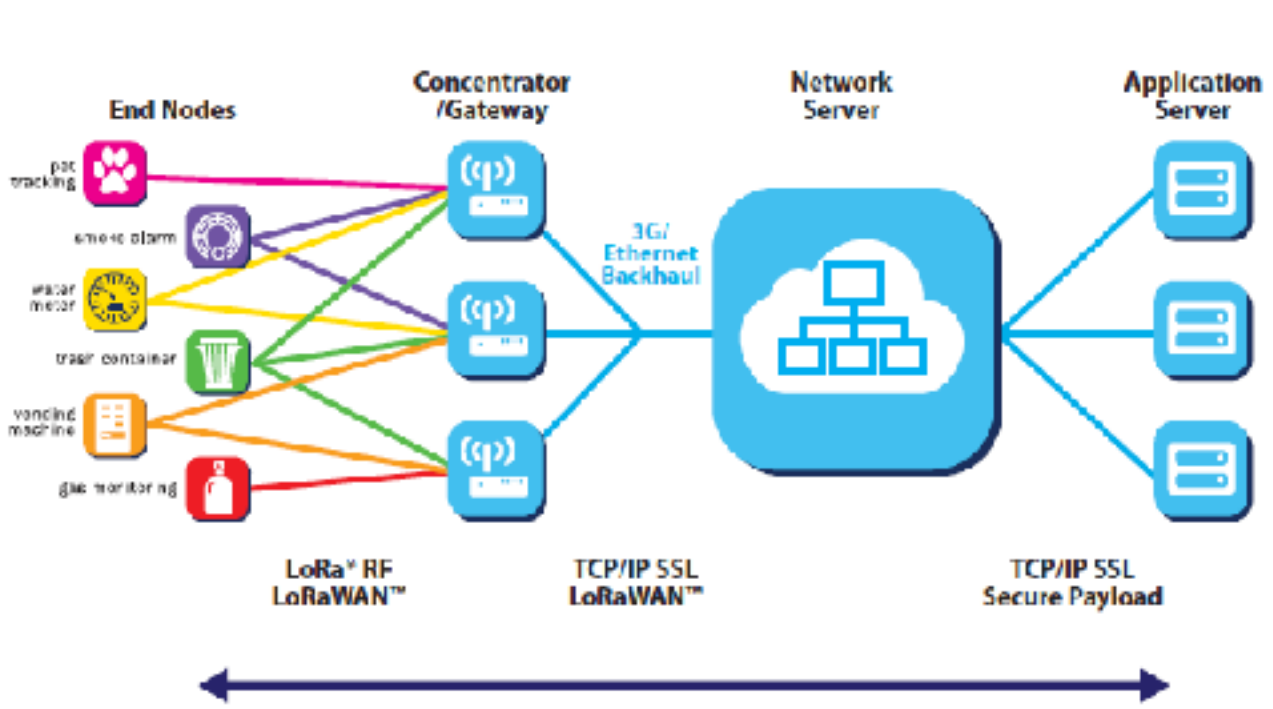 End Nodes
Concentrator
/Gateway
Network
Server
Application
Server
pet
tracking
smoke alarm
water
meter
trash container
vending
machine
gas monitoring
3G/
Ethernet
Backhaul
LoRa® RF
LoRaWAN™
TCP/IP SSL
LoRaWAN™
TCP/IP SSL
Secure Payload